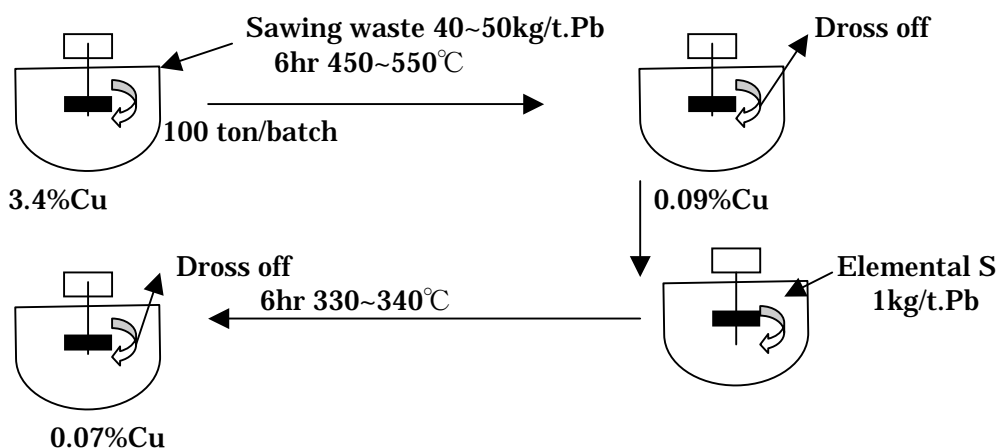 Sawing waste 40~50kg/t.Pb
6hr 450~550℃
Dross off
100 ton/batch
3.4%Cu
0.09%Cu
Dross off
6hr 330~340℃
Elemental S
1kg/t.Pb
0.07%Cu